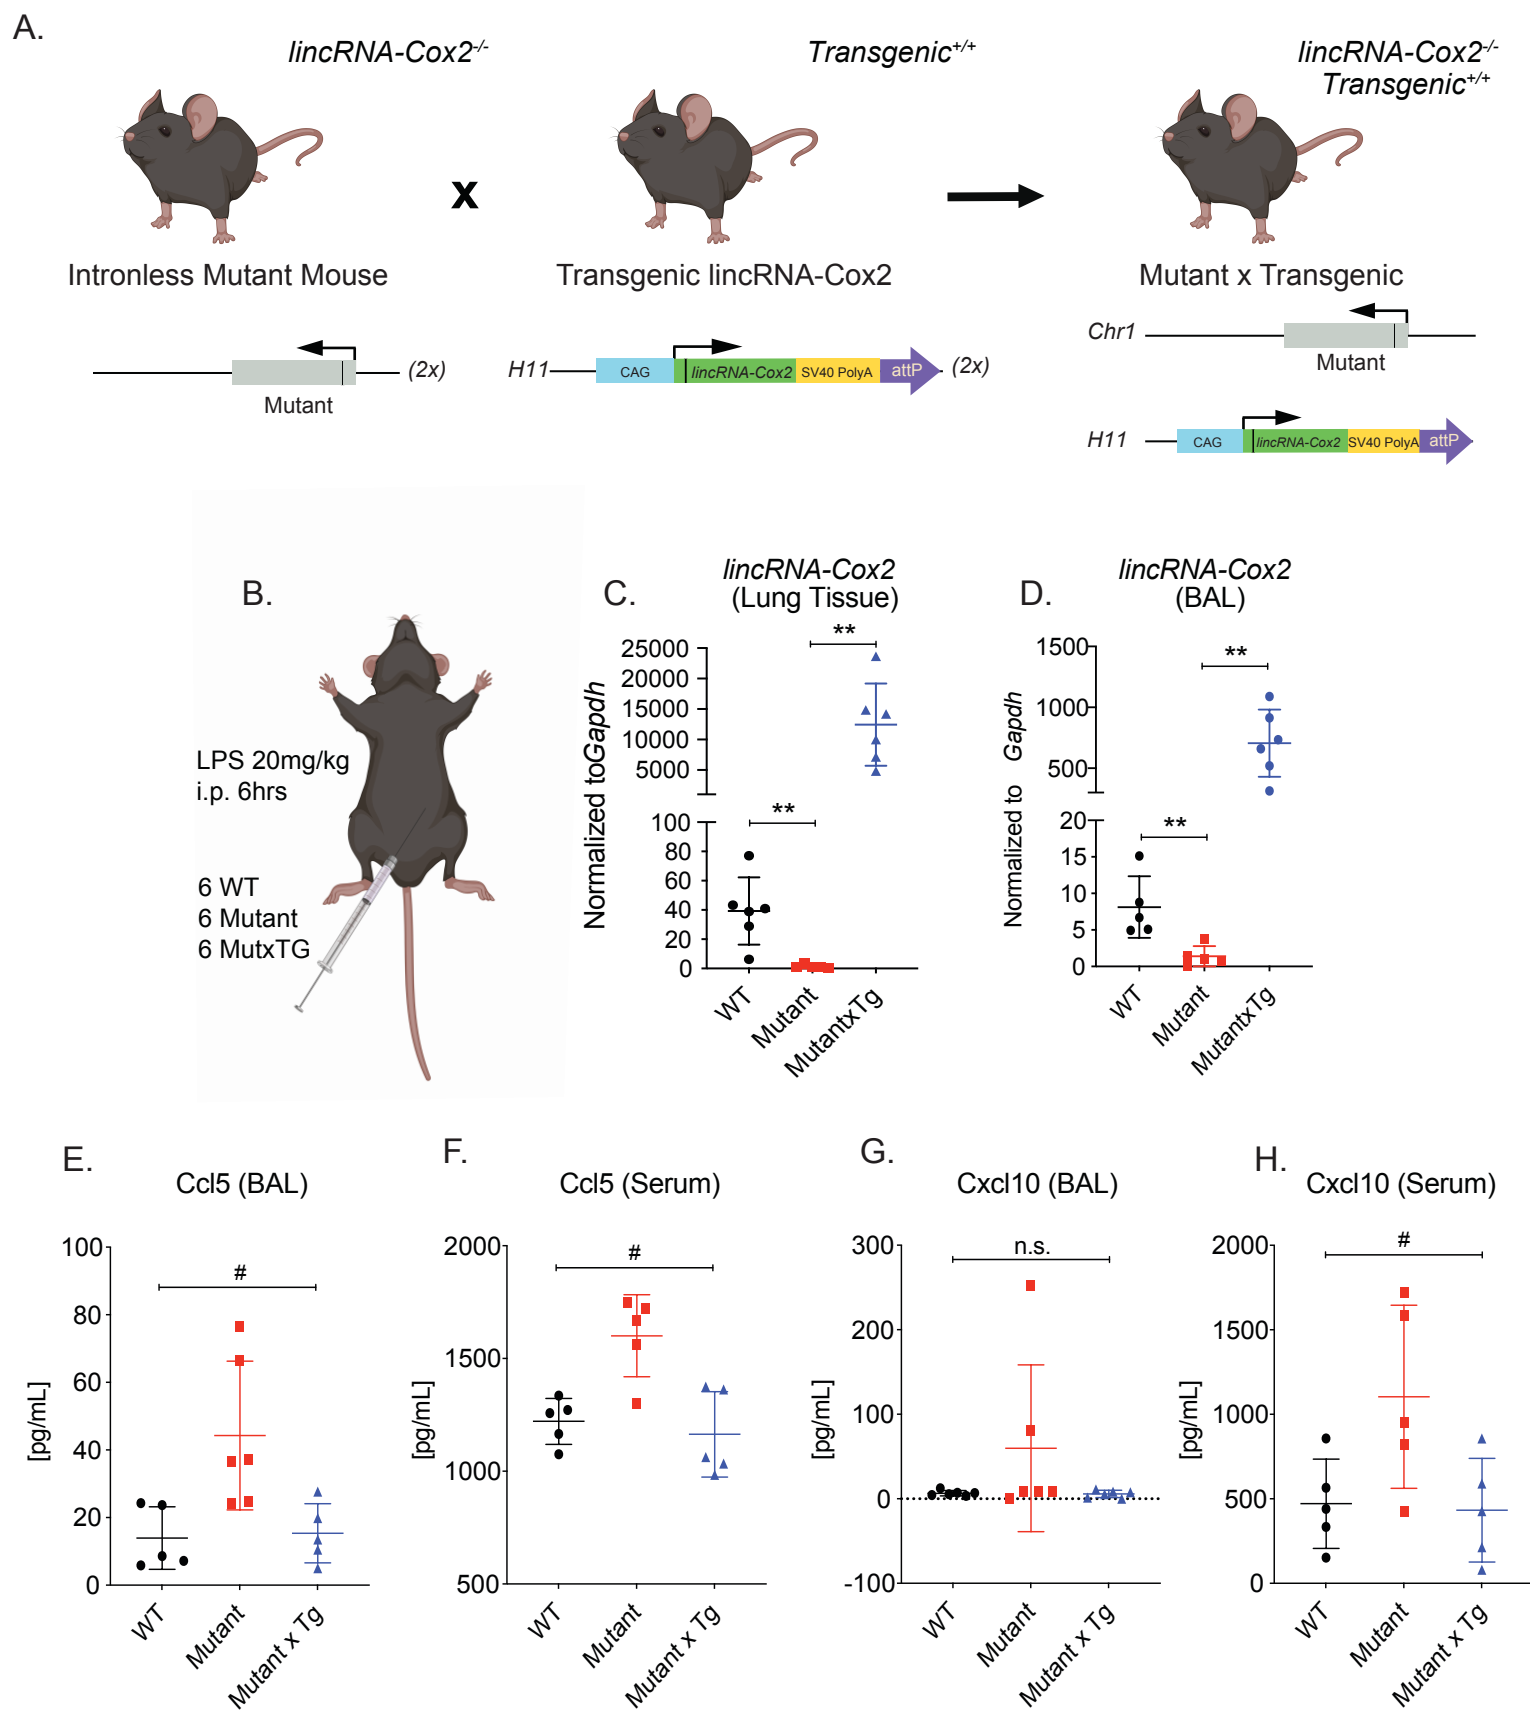 A.
lincRNA-Cox2-/-
Transgenic+/+
lincRNA-Cox2-/-
Transgenic+/+
x
Intronless Mutant Mouse
Transgenic lincRNA-Cox2
Mutant x Transgenic
(2x)
Mutant
H11
CAG
lincRNA-Cox2
SV40 PolyA
attP
(2x)
Chr1
Mutant
H11
CAG
lincRNA-Cox2
SV40 PolyA
attP
B.
LPS 20mg/kg
i.p. 6hrs
6 WT
6 Mutant
6 MutxTG
C.
lincRNA-Cox2
(Lung Tissue)
Normalized toGapdh
25000
20000
15000
10000
5000
100
80
60
40
20
0
**
**
WT
Mutant
MutantxTg
D.
lincRNA-Cox2
(BAL)
Normalized to Gapdh
1500
1000
500
20
15
10
5
0
**
**
WT
Mutant
MutantxTg
E.
Ccl5 (BAL)
[pg/mL]
100
80
60
40
20
0
#
WT
Mutant
Mutant x Tg
F.
Ccl5 (Serum)
[pg/mL]
2000
1500
1000
500
#
WT
Mutant
Mutant x Tg
G.
Cxcl10 (BAL)
[pg/mL]
300
200
100
0
-100
n.s.
WT
Mutant
Mutant x Tg
H.
Cxcl10 (Serum)
[pg/mL]
2000
1500
1000
500
0
#
WT
Mutant
Mutant x Tg